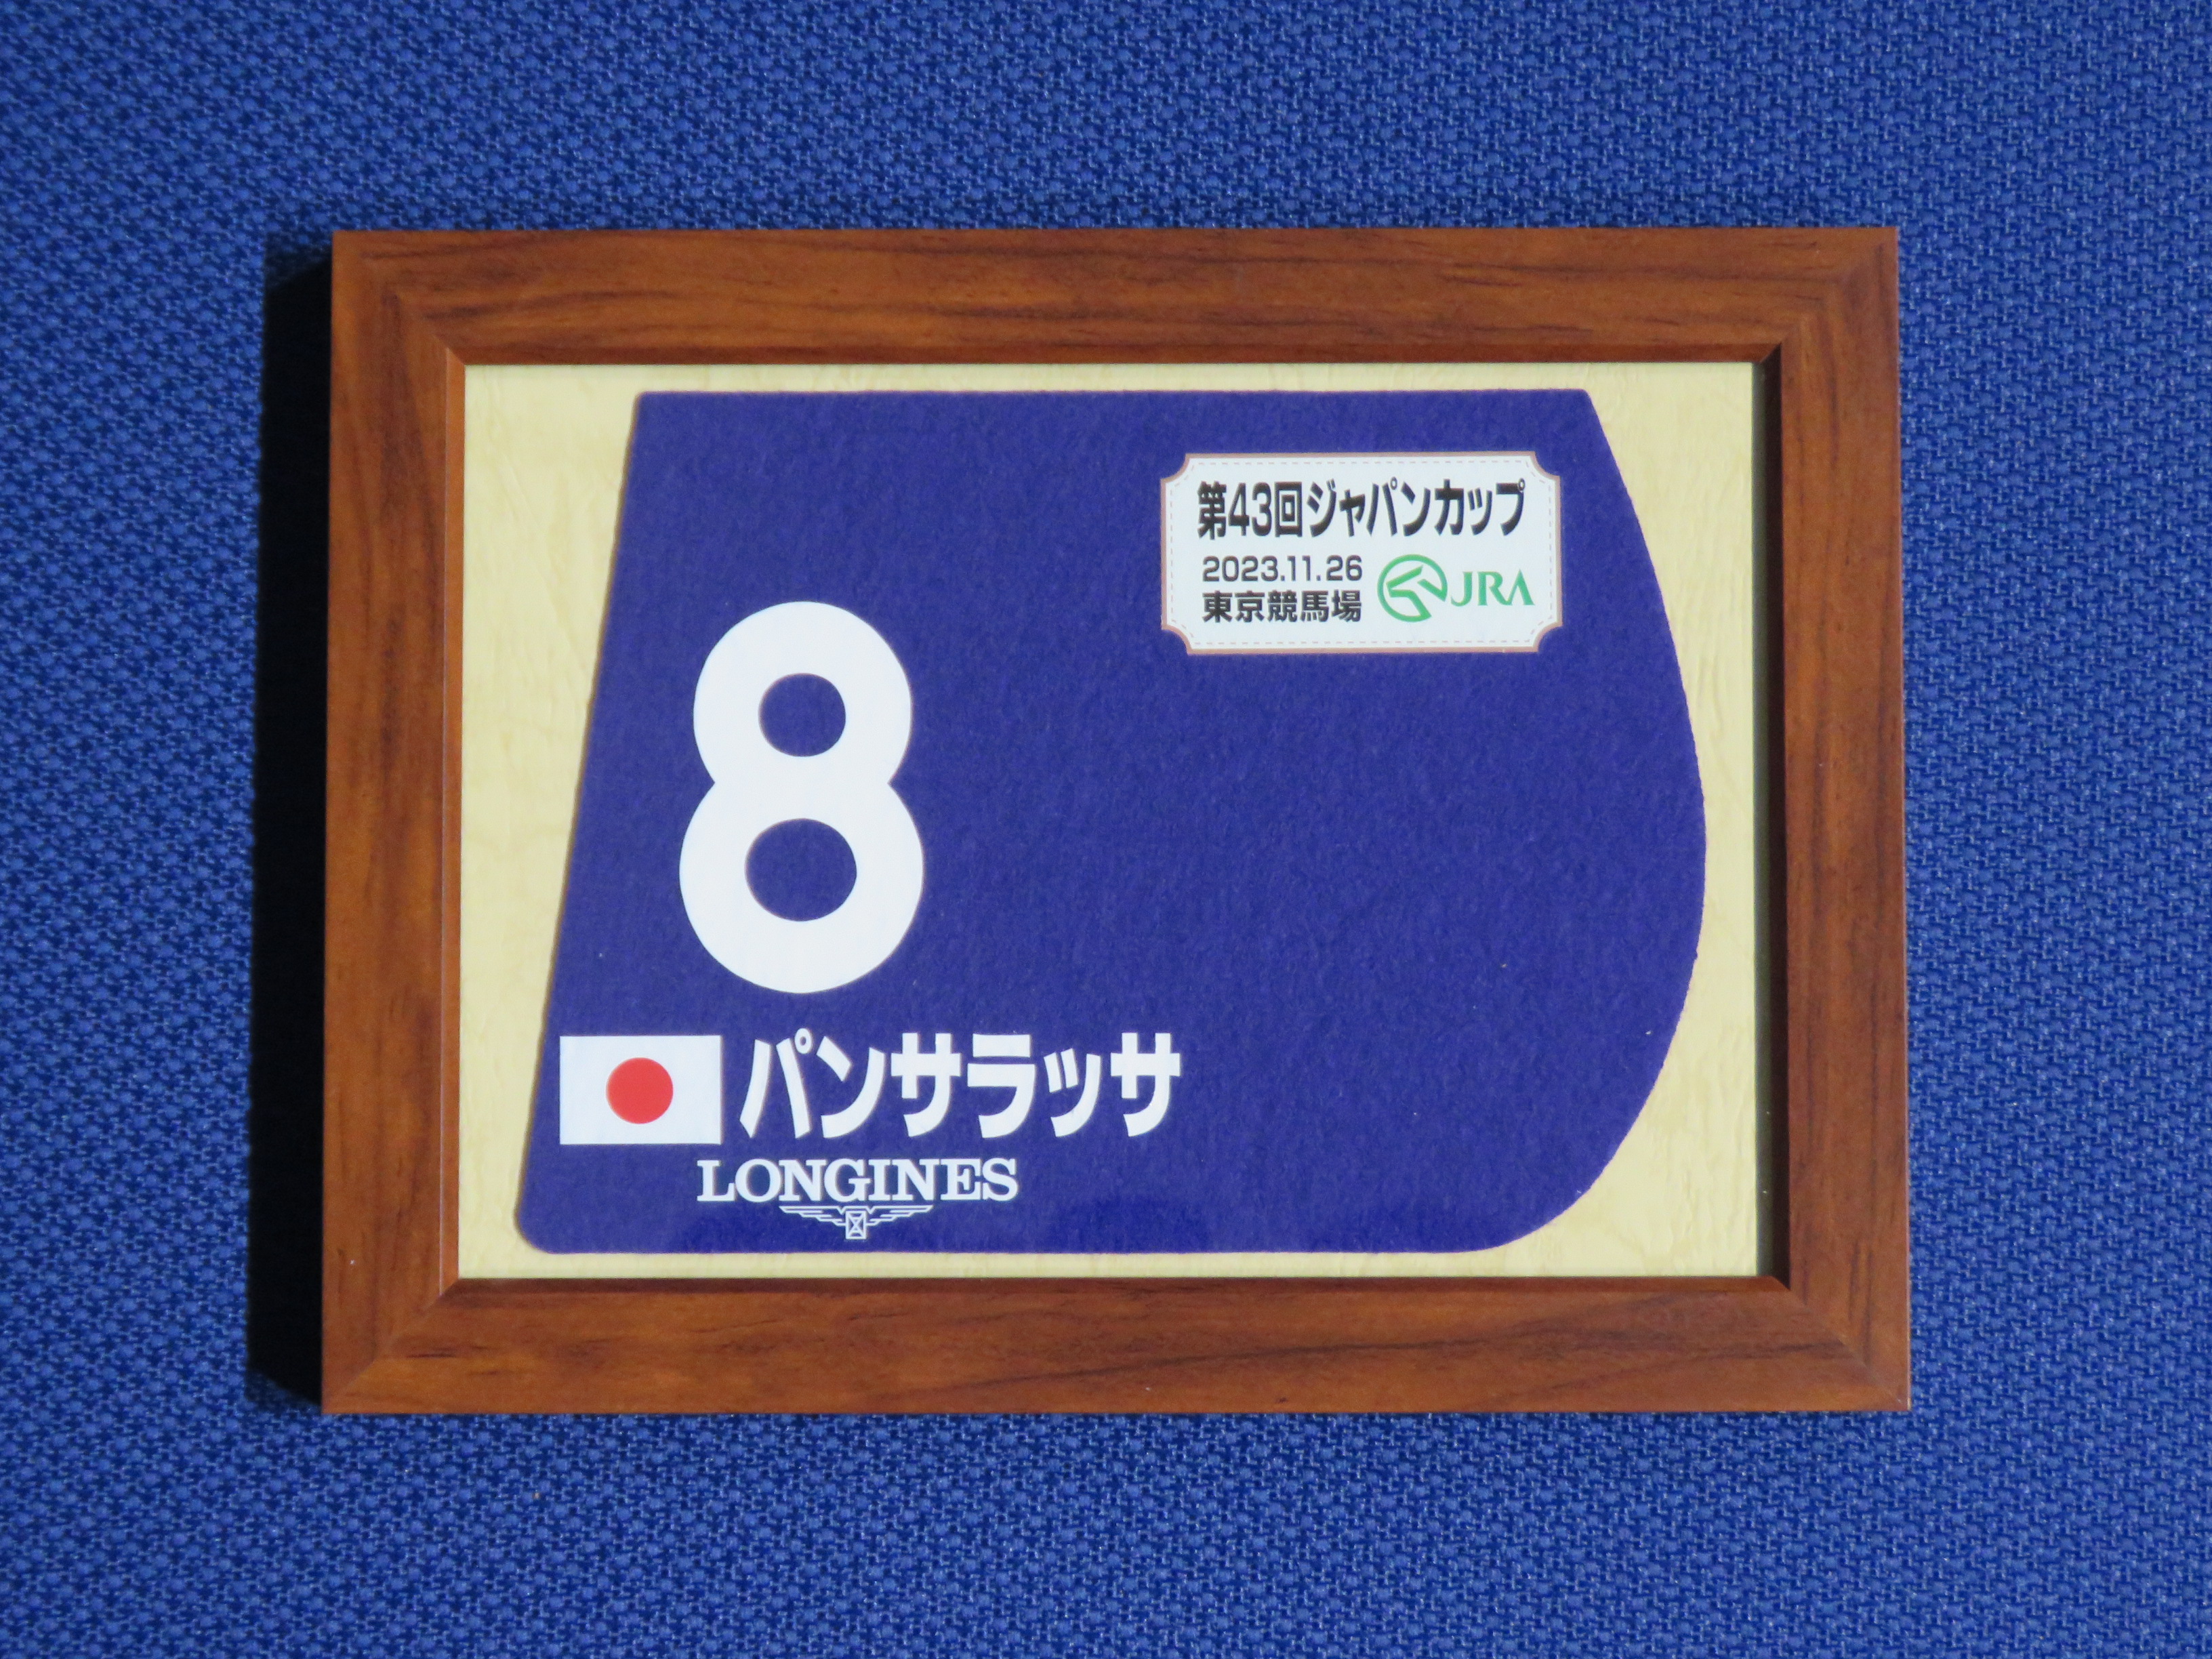 第43回ジャパンカップ
2023.11.26
東京競馬場
JRA
8
パンサラッサ
LONGINES